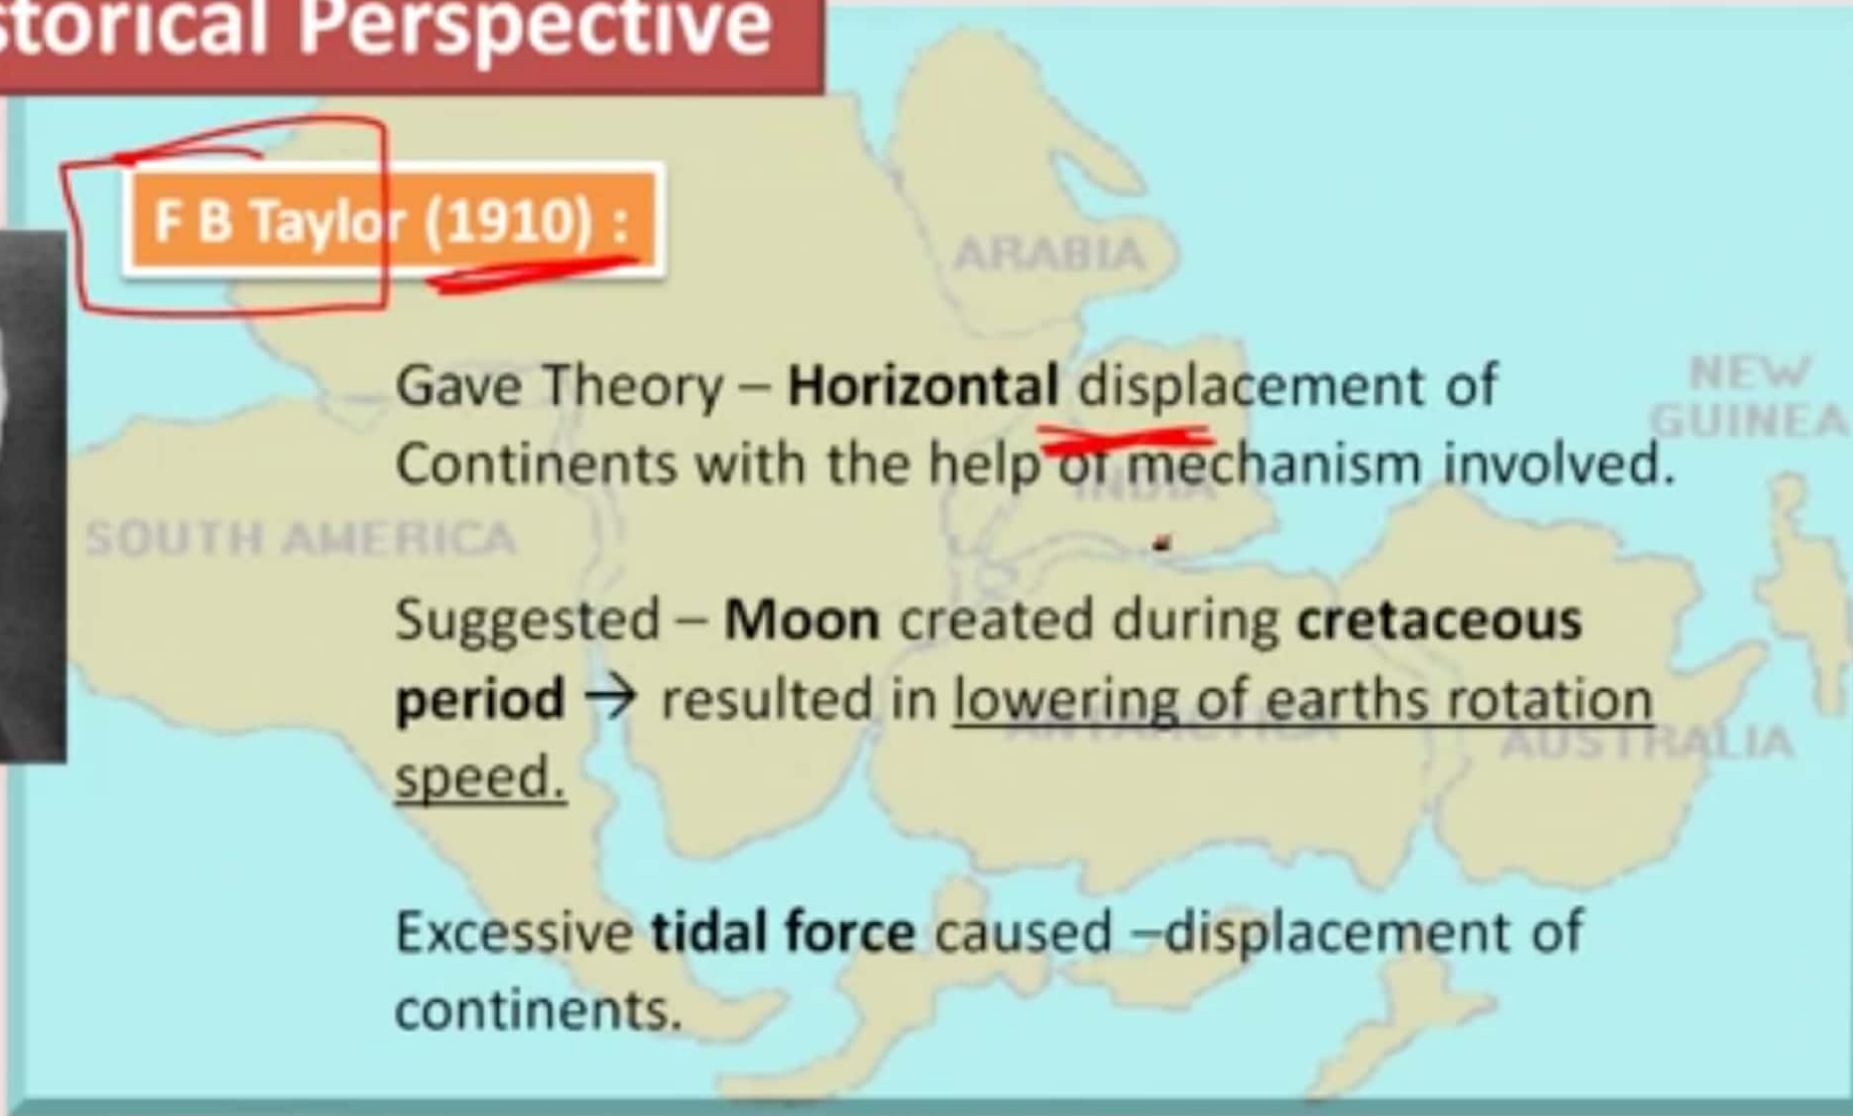 storical Perspective
F B Taylor (1910) :
ARABIA
Gave Theory – Horizontal displacement of
Continents with the help of mechanism involved.
NEW
GUINEA
INDIA
SOUTH AMERICA
Suggested – Moon created during cretaceous
period → resulted in lowering of earths rotation
speed.
ANTARCTICA
AUSTRALIA
Excessive tidal force caused –displacement of
continents.